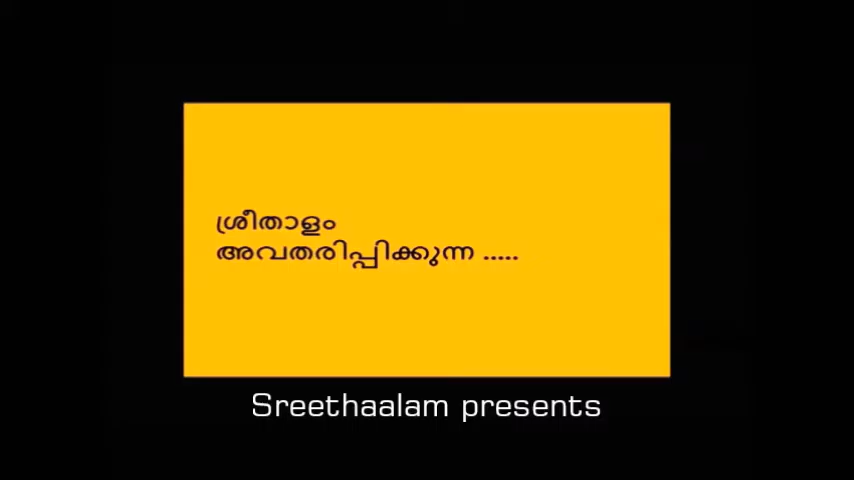 ശ്രീതാളം
അവതരിപ്പിക്കുന്ന .....
Sreethaalam presents